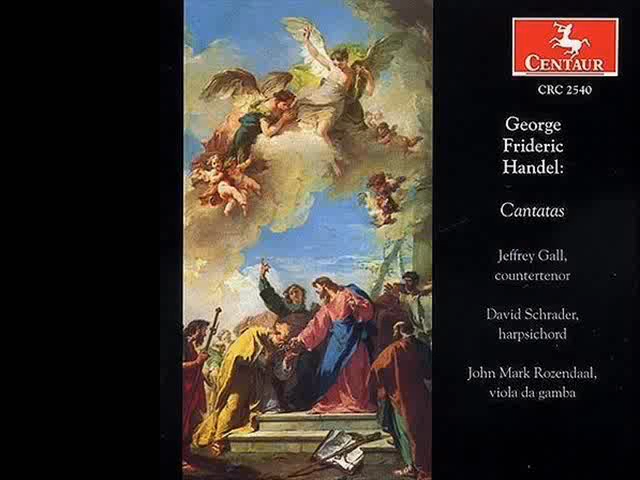 CENTAUR
CRC 2540
George
Frideric
Handel:
Cantatas
Jeffrey Gall,
countertenor
David Schrader,
harpsichord
John Mark Rozendaal,
viola da gamba